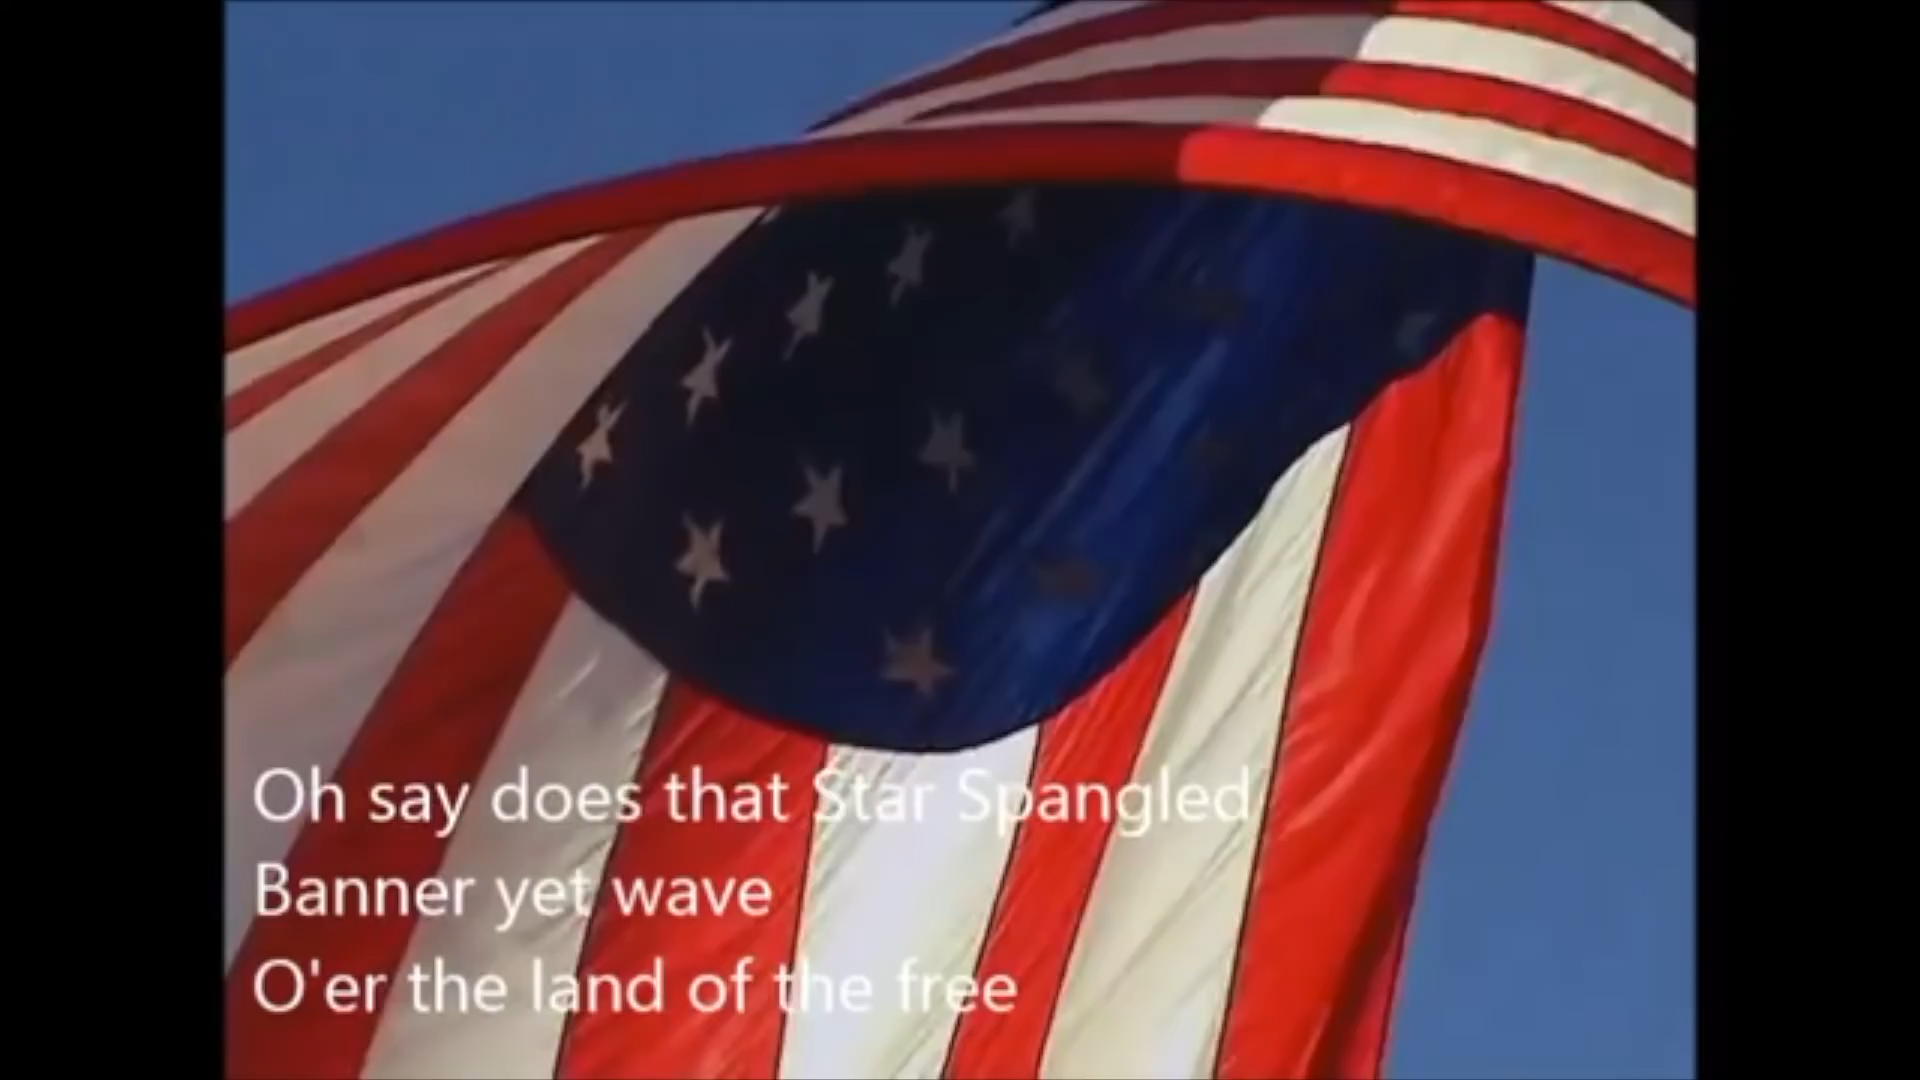 Oh say does that Star Spangled
Banner yet wave
O'er the land of the free